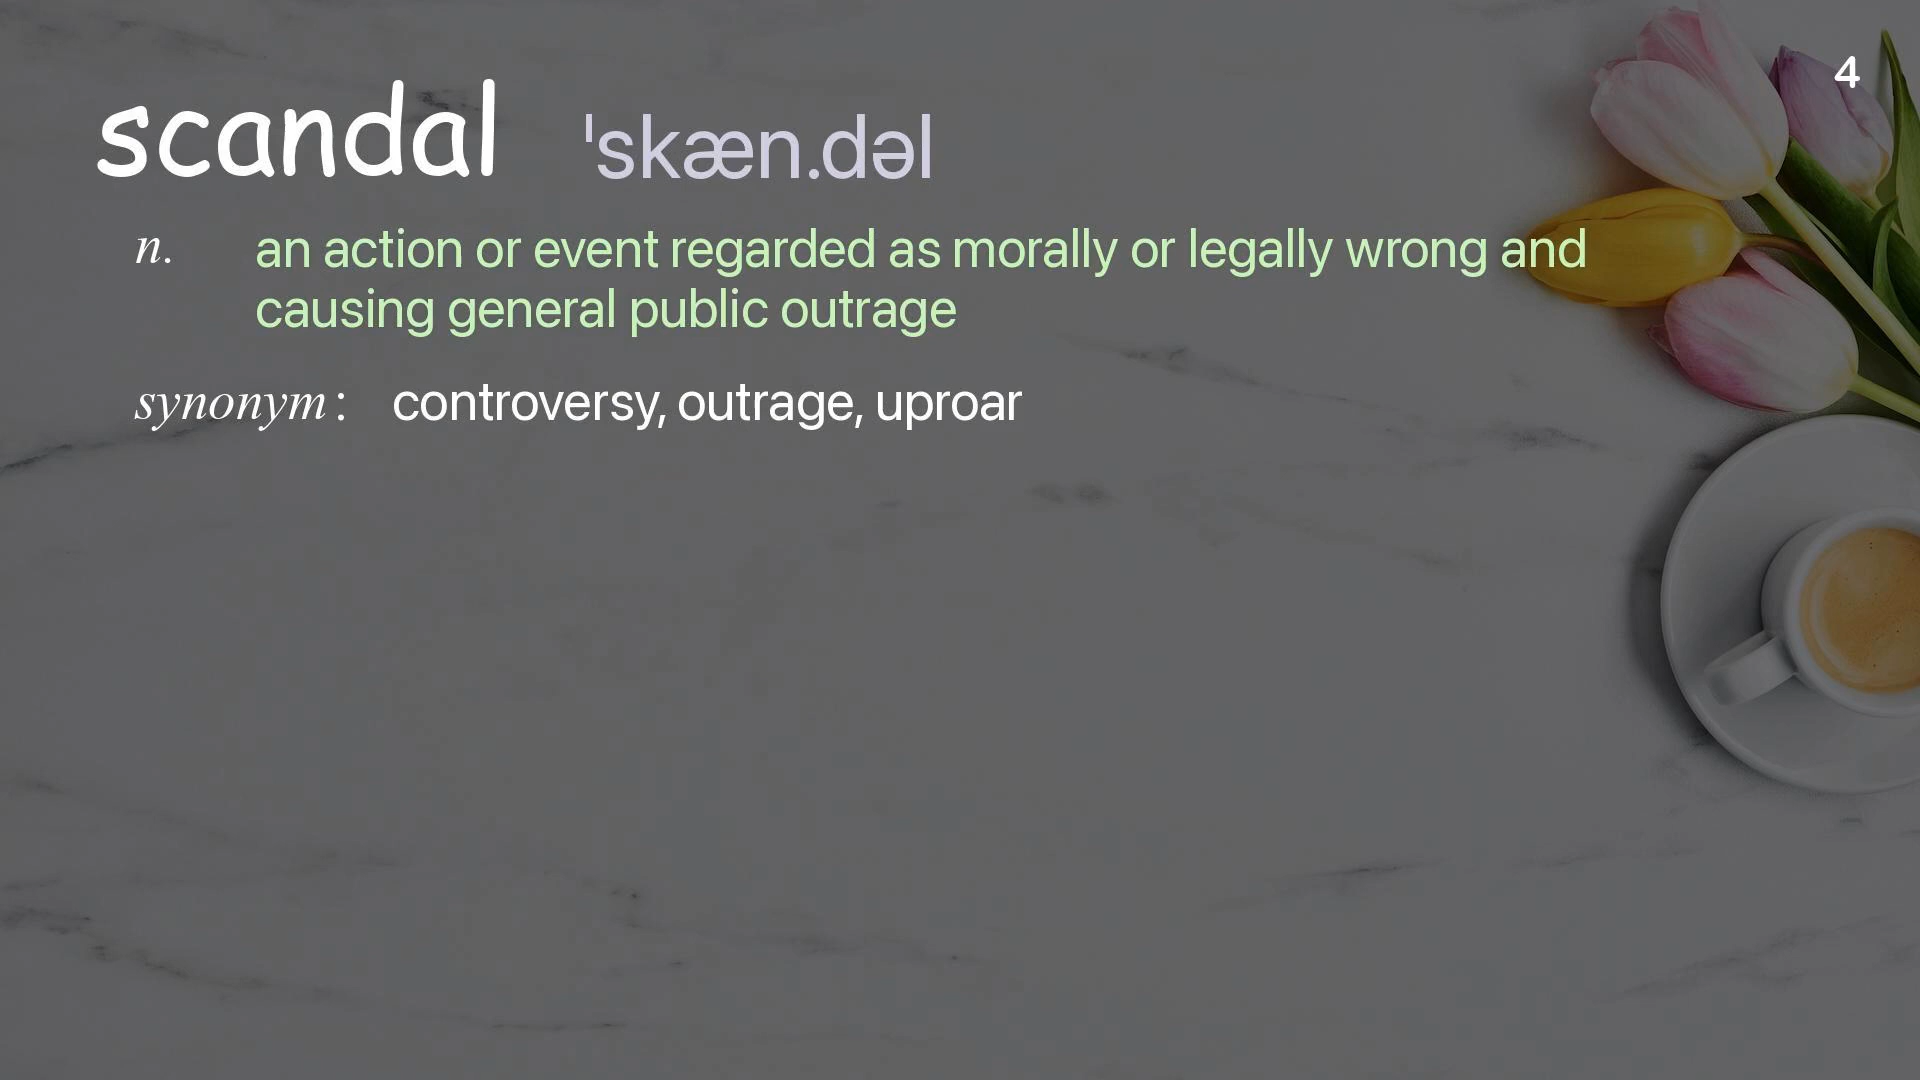 4
scandal ˈskæn.dəl
n. an action or event regarded as morally or legally wrong and
causing general public outrage
synonym: controversy, outrage, uproar